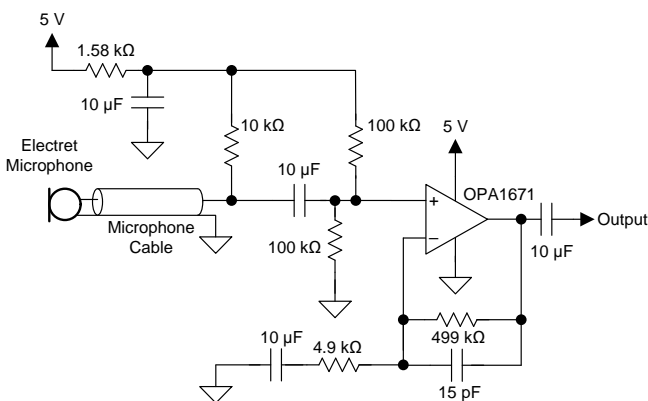 5 V
1.58 kΩ
10 µF
10 kΩ
100 kΩ
5 V
Electret
Microphone
10 µF
OPA1671
+
−
Output
Microphone
Cable
100 kΩ
10 µF
10 µF
4.9 kΩ
499 kΩ
15 pF